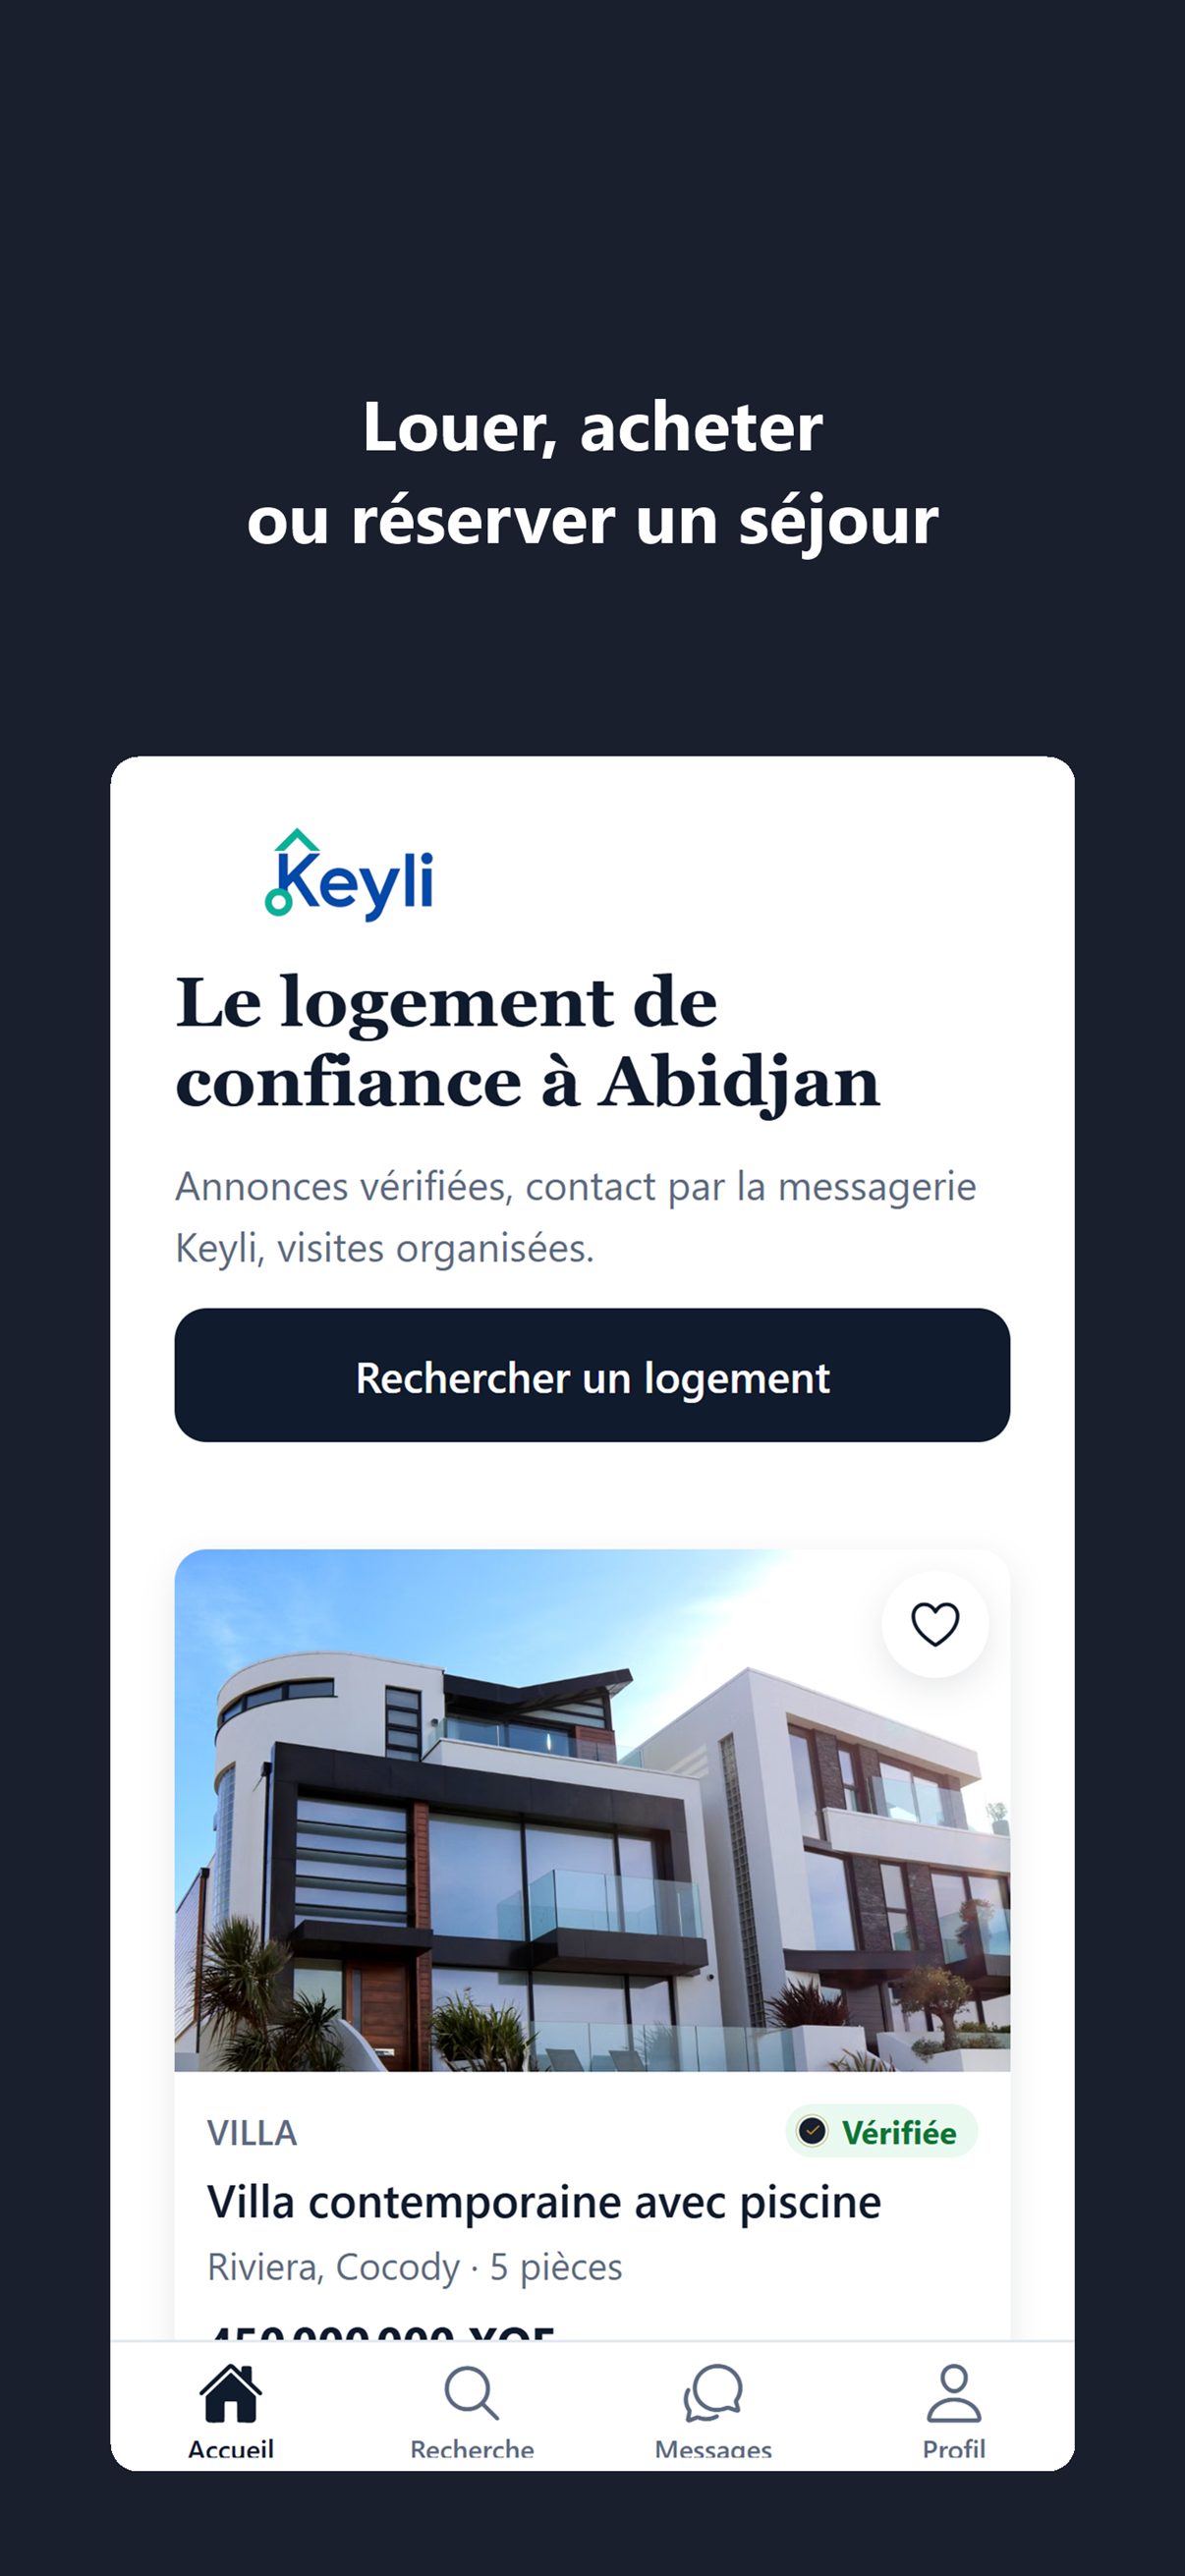 Louer, acheter
ou réserver un séjour
Keyli
Le logement de
confiance à Abidjan
Annonces vérifiées, contact par la messagerie
Keyli, visites organisées.
Rechercher un logement
VILLA
Vérifiée
Villa contemporaine avec piscine
Riviera, Cocody · 5 pièces
Accueil
Recherche
Messages
Profil